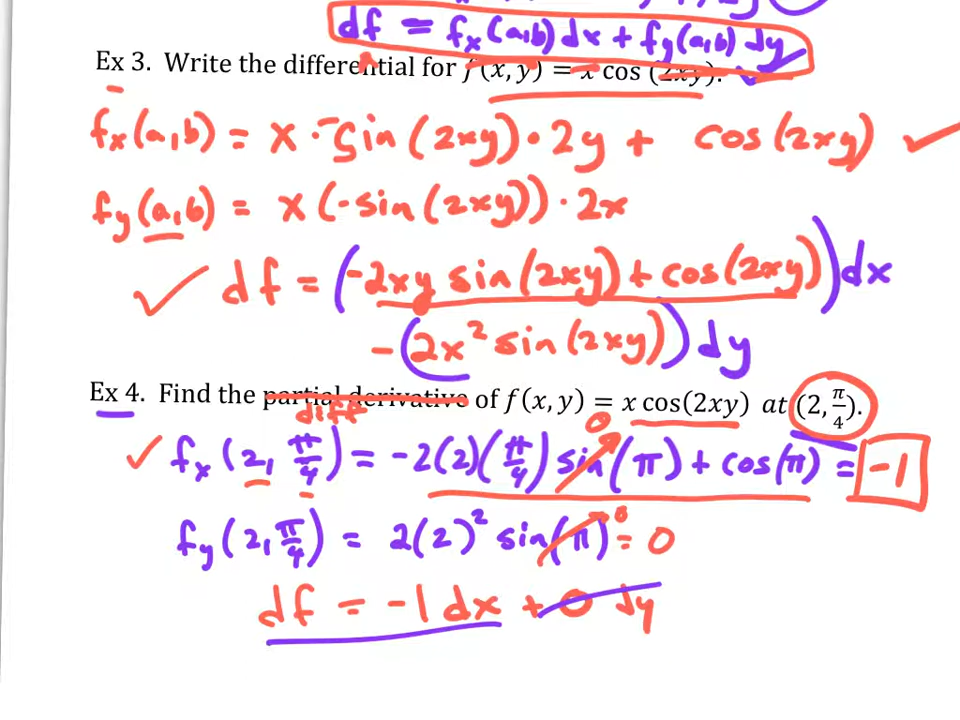 df = fx(a,b)dx + fy(a,b) dy
Ex 3. Write the differential for f(x, y) = x cos (2xy).
fx(a,b) = x · -sin(2xy) · 2y + cos(2xy) ✓
fy(a,b) = x(-sin(2xy)) · 2x
✓ df = (-2xy sin(2xy) + cos(2xy))dx
-(2x² sin(2xy))dy
Ex 4. Find the partial derivative of f(x, y) = x cos(2xy) at (2, π/4).
diff
✓ fx(2, π/4) = -2(2)(π/4) sin(π) + cos(π) = -1
0
fy(2, π/4) = 2(2)² sin(π) = 0
0
df = -1 dx + 0 dy